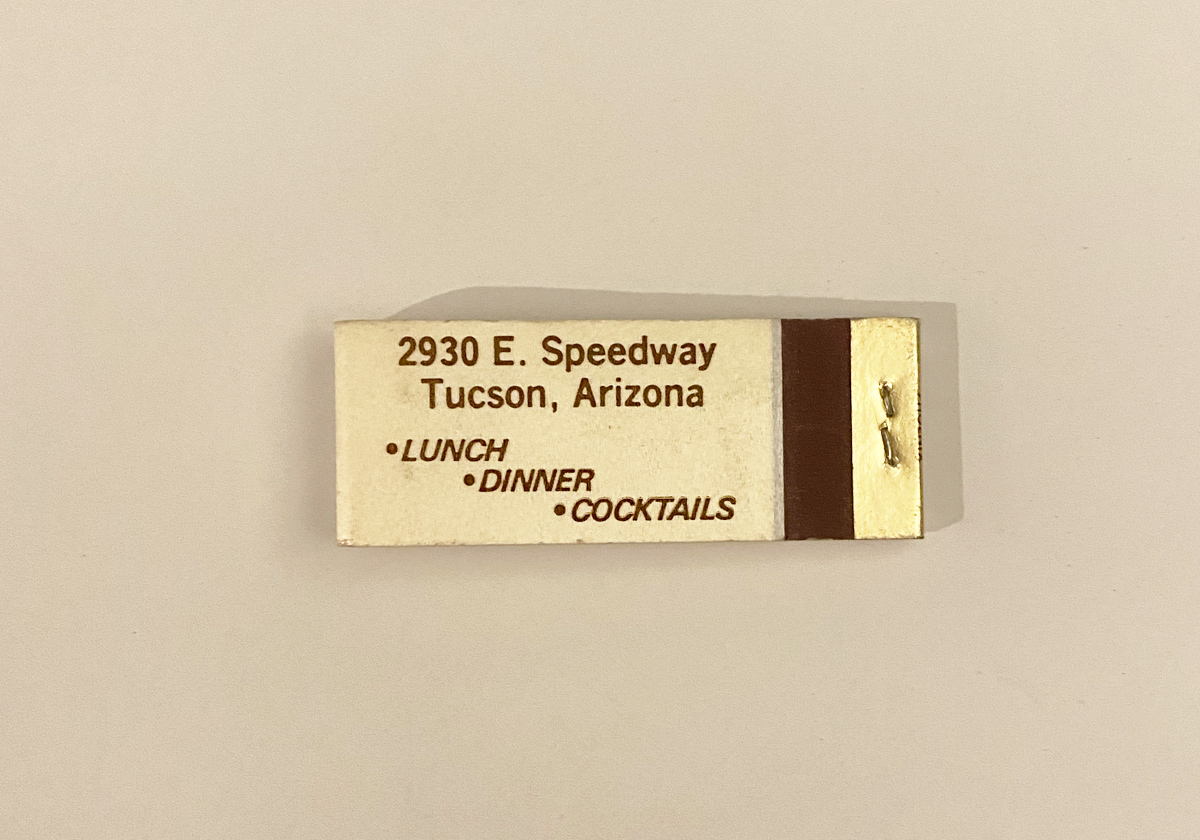 2930 E. Speedway
Tucson, Arizona
•LUNCH
•DINNER
•COCKTAILS